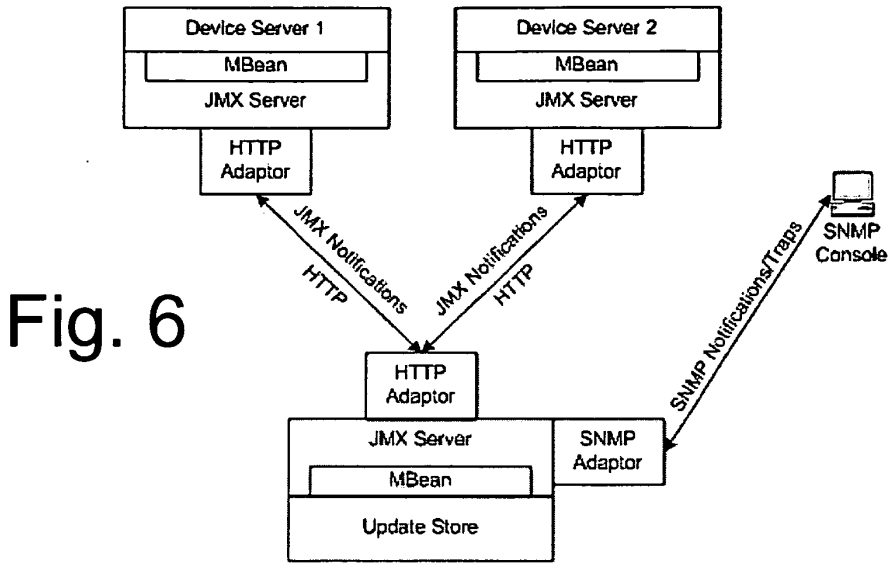 Device Server 1
MBean
JMX Server
HTTP
Adaptor
Device Server 2
MBean
JMX Server
HTTP
Adaptor
JMX Notifications
HTTP
JMX Notifications
HTTP
SNMP
Console
SNMP Notifications/Traps
Fig. 6
HTTP
Adaptor
JMX Server
MBean
Update Store
SNMP
Adaptor